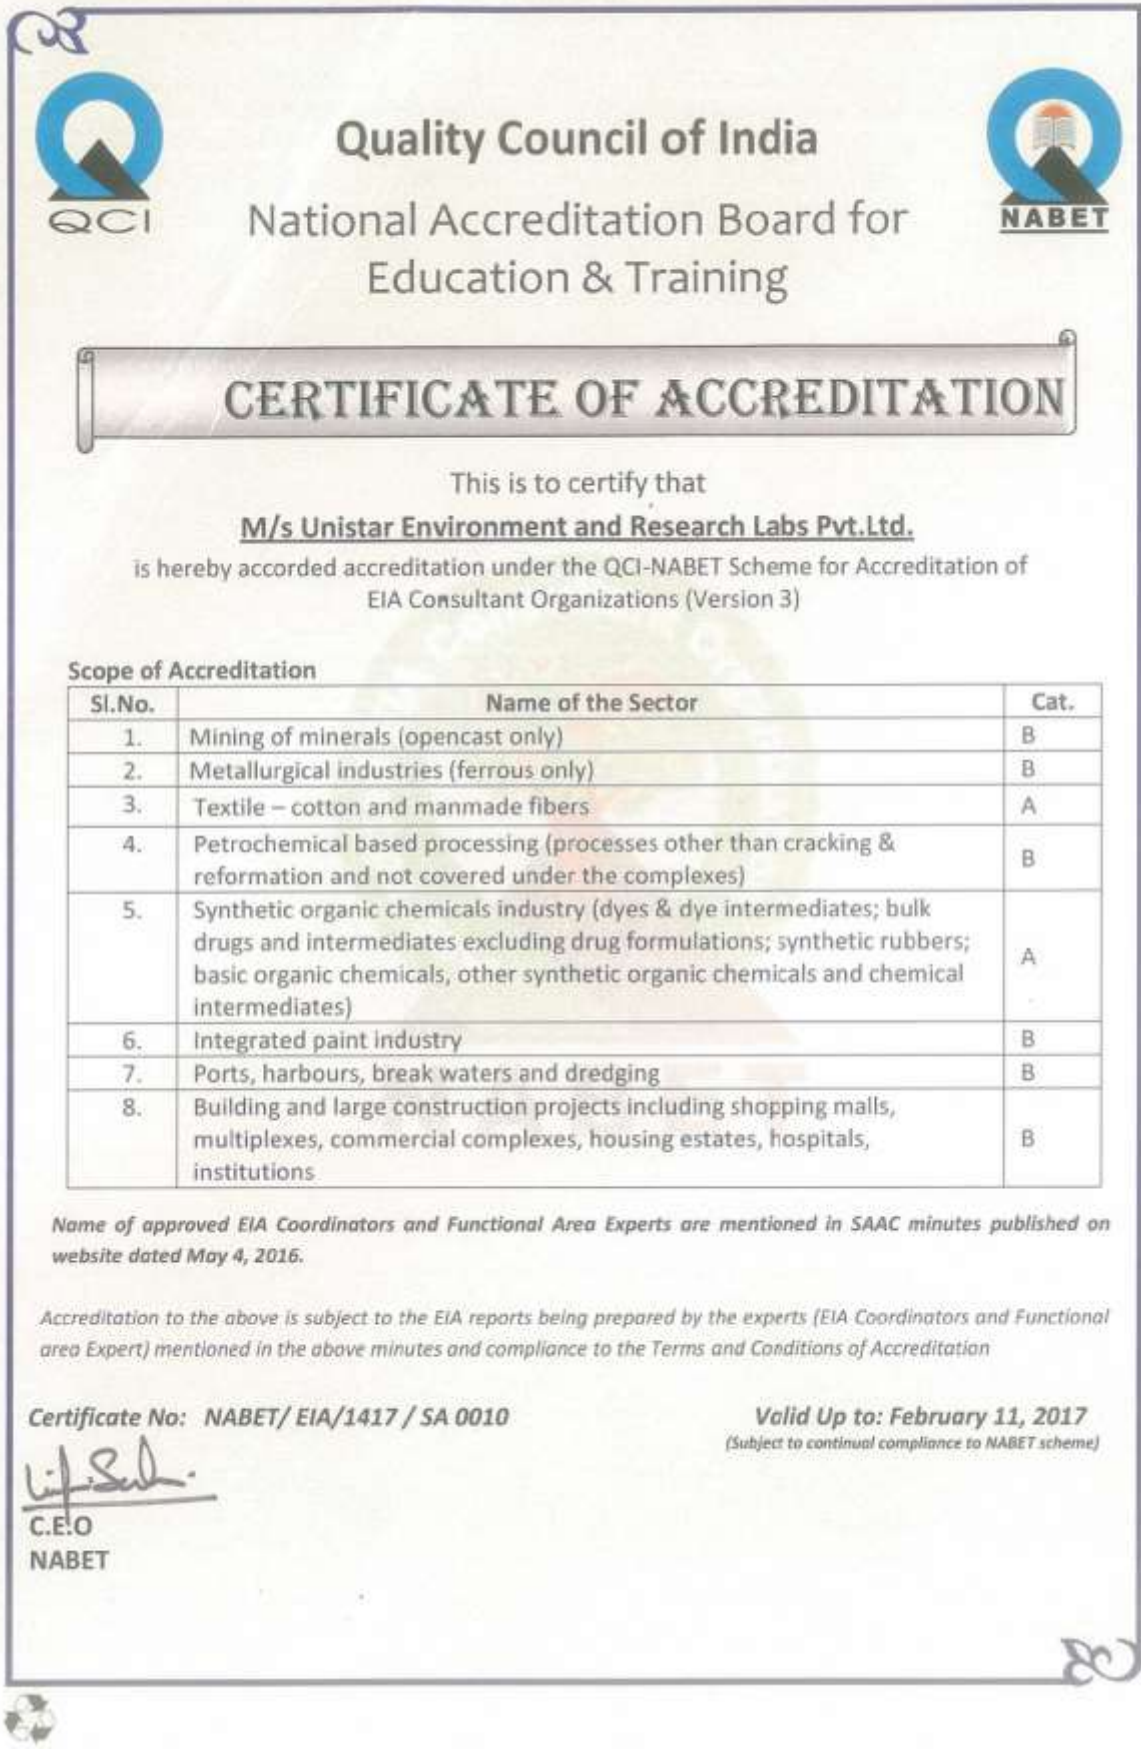 QCI
NABET
Quality Council of India
National Accreditation Board for
Education & Training
CERTIFICATE OF ACCREDITATION
This is to certify that
M/s Unistar Environment and Research Labs Pvt.Ltd.
is hereby accorded accreditation under the QCI-NABET Scheme for Accreditation of
EIA Consultant Organizations (Version 3)
Scope of Accreditation
Sl.No. Name of the Sector Cat.
1. Mining of minerals (opencast only) B
2. Metallurgical industries (ferrous only) B
3. Textile – cotton and manmade fibers A
4. Petrochemical based processing (processes other than cracking &
reformation and not covered under the complexes) B
5. Synthetic organic chemicals industry (dyes & dye intermediates; bulk
drugs and intermediates excluding drug formulations; synthetic rubbers;
basic organic chemicals, other synthetic organic chemicals and chemical A
intermediates)
6. Integrated paint industry B
7. Ports, harbours, break waters and dredging B
8. Building and large construction projects including shopping malls,
multiplexes, commercial complexes, housing estates, hospitals, B
institutions
Name of approved EIA Coordinators and Functional Area Experts are mentioned in SAAC minutes published on
website dated May 4, 2016.
Accreditation to the above is subject to the EIA reports being prepared by the experts (EIA Coordinators and Functional
area Expert) mentioned in the above minutes and compliance to the Terms and Conditions of Accreditation
Certificate No: NABET/ EIA/1417 / SA 0010
Valid Up to: February 11, 2017
(Subject to continual compliance to NABET scheme)
C.E.O
NABET